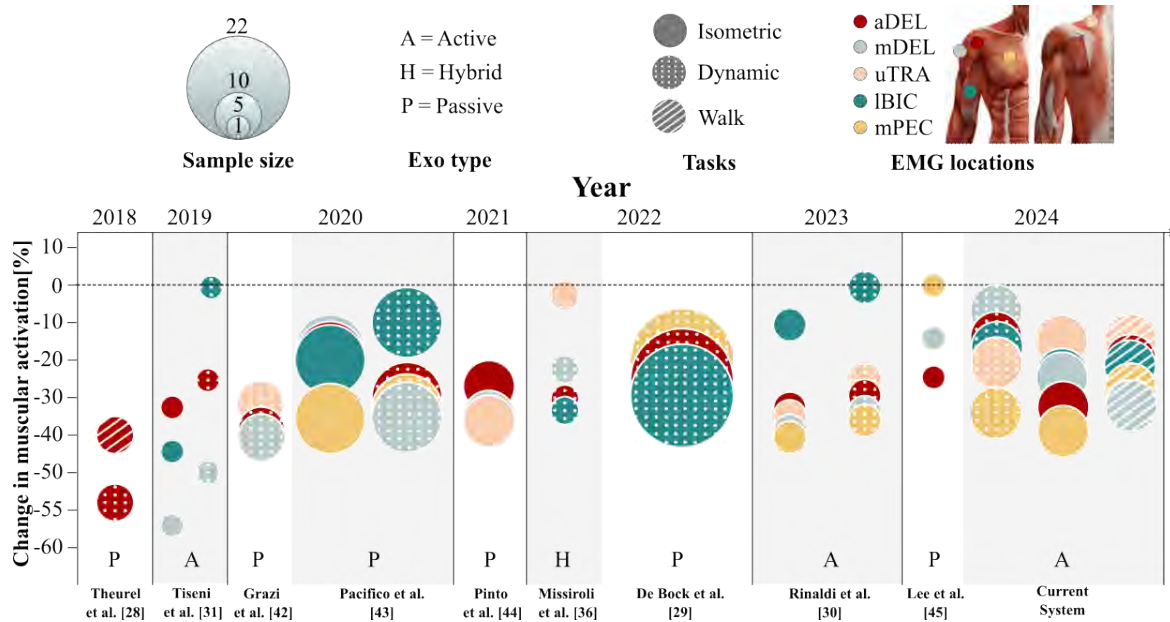 22
10
5
1
Sample size
A = Active
H = Hybrid
P = Passive
Exo type
Isometric
Dynamic
Walk
Tasks
aDEL
mDEL
uTRA
lBIC
mPEC
EMG locations
Year
2018 2019 2020 2021 2022 2023 2024
Change in muscular activation[%]
10
0
-10
-20
-30
-40
-50
-55
-60
P A P P P H P A P A
Theurel et al. [28]
Tiseni et al. [31]
Grazi et al. [42]
Pacifico et al. [43]
Pinto et al. [44]
Missiroli et al. [36]
De Bock et al. [29]
Rinaldi et al. [30]
Lee et al. [45]
Current System